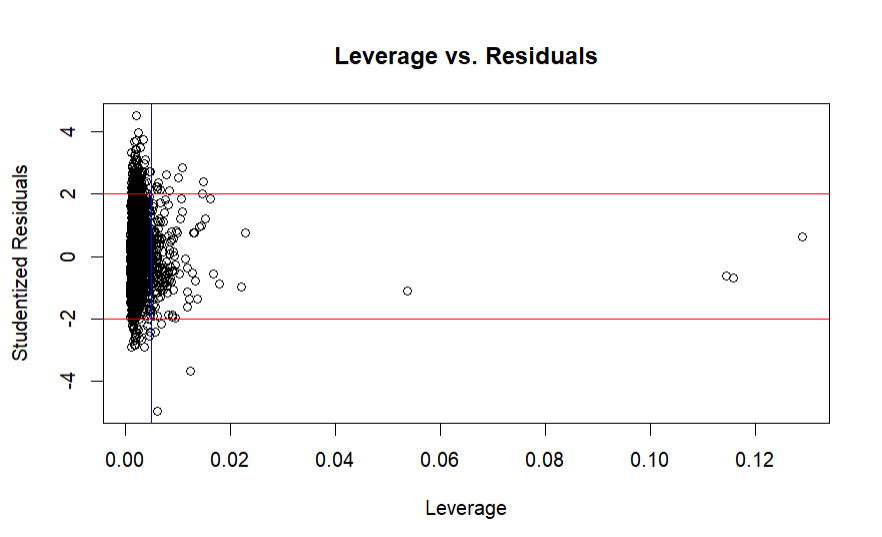 Leverage vs. Residuals
Studentized Residuals
4
2
0
-2
-4
0.00 0.02 0.04 0.06 0.08 0.10 0.12
Leverage